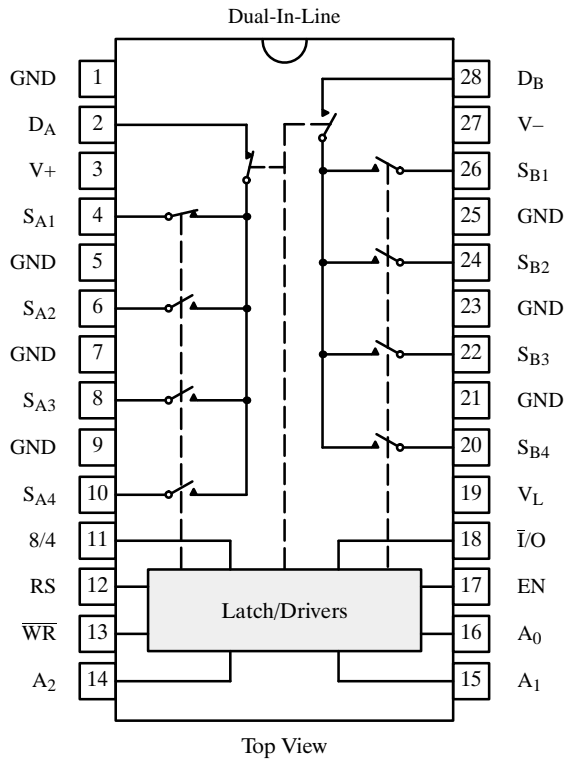 Dual-In-Line
GND 1 28 D_B
D_A 2 27 V–
V+ 3 26 S_B1
S_A1 4 25 GND
GND 5 24 S_B2
S_A2 6 23 GND
GND 7 22 S_B3
S_A3 8 21 GND
GND 9 20 S_B4
S_A4 10 19 V_L
8/4 11 18 I̅/O
RS 12 17 EN
W̅R̅ 13 16 A_0
Latch/Drivers
A_2 14 15 A_1
Top View